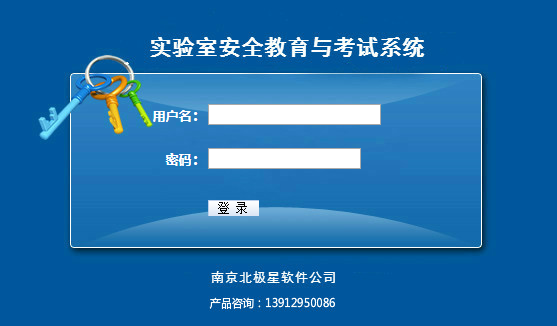 实验室安全教育与考试系统
用户名：
密码：
登 录
南京北极星软件公司
产品咨询：13912950086